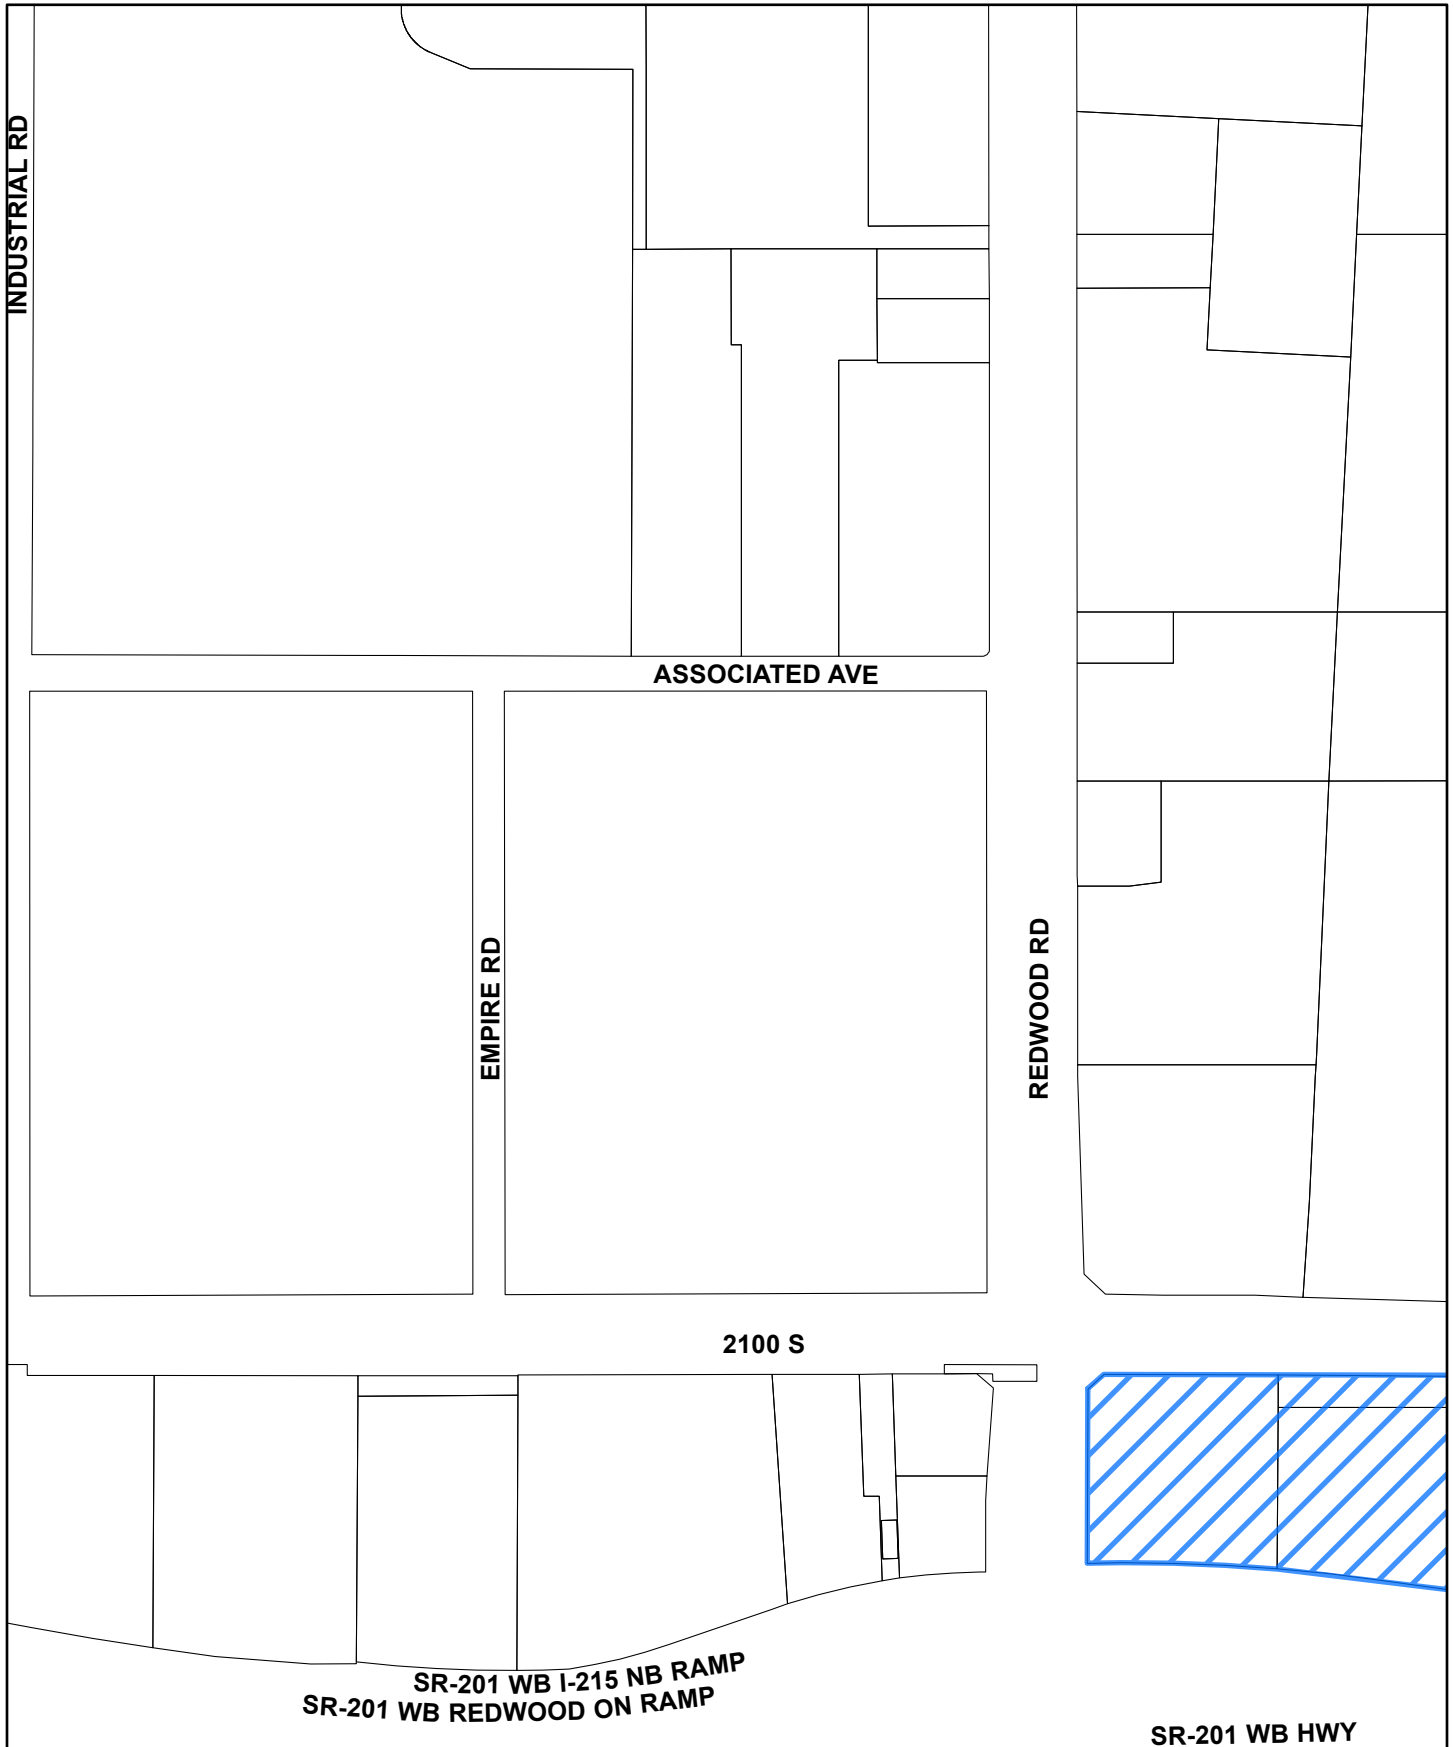 INDUSTRIAL RD
ASSOCIATED AVE
EMPIRE RD
REDWOOD RD
2100 S
SR-201 WB I-215 NB RAMP
SR-201 WB REDWOOD ON RAMP
SR-201 WB HWY